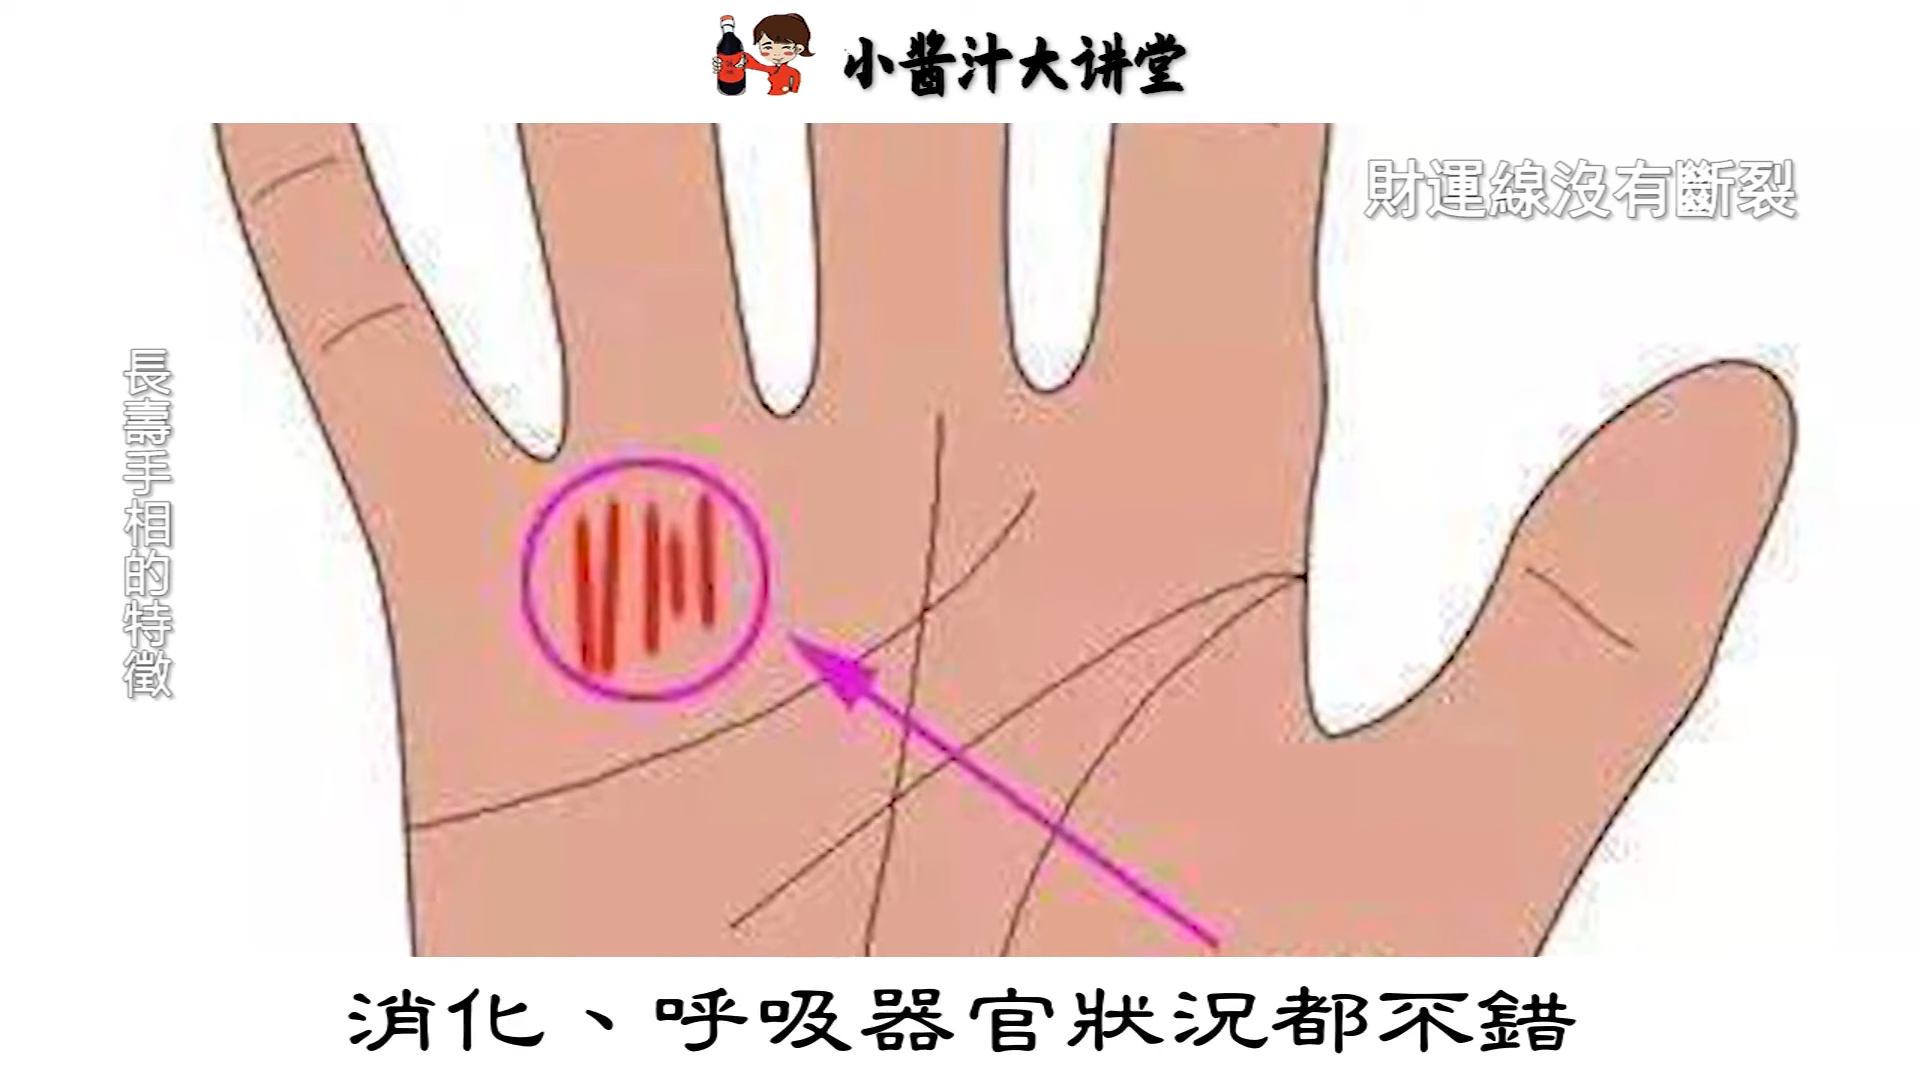 小酱汁大讲堂
財運線沒有斷裂
長壽手相的特徵
消化、呼吸器官狀況都不錯